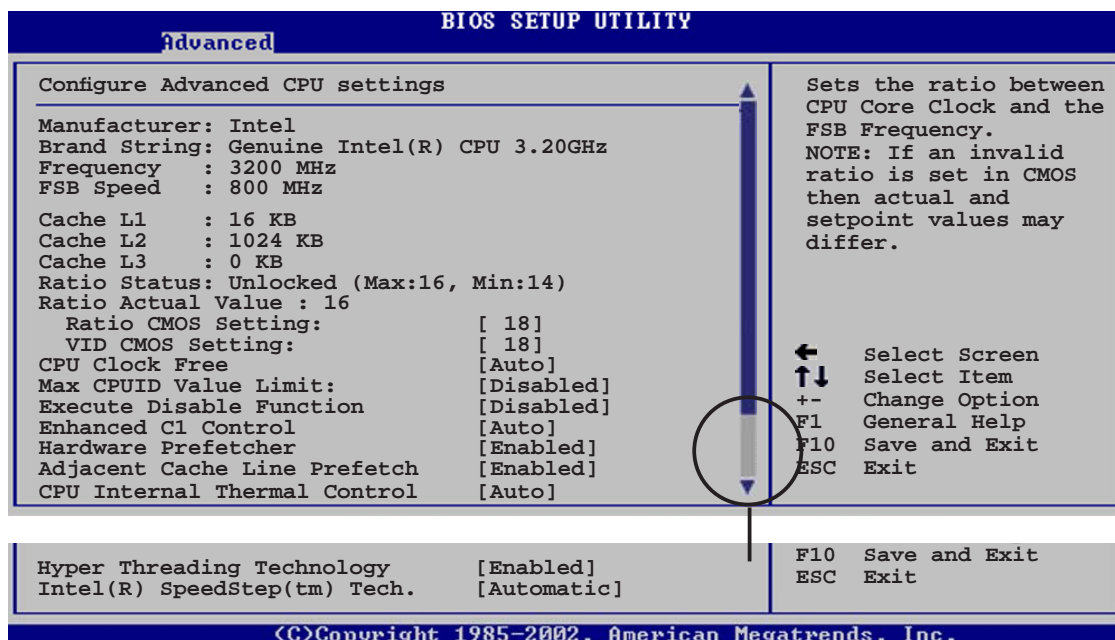 BIOS SETUP UTILITY
Advanced
Configure Advanced CPU settings
Manufacturer: Intel
Brand String: Genuine Intel(R) CPU 3.20GHz
Frequency : 3200 MHz
FSB Speed : 800 MHz
Cache L1 : 16 KB
Cache L2 : 1024 KB
Cache L3 : 0 KB
Ratio Status: Unlocked (Max:16, Min:14)
Ratio Actual Value : 16
Ratio CMOS Setting: [ 18]
VID CMOS Setting: [ 18]
CPU Clock Free [Auto]
Max CPUID Value Limit: [Disabled]
Execute Disable Function [Disabled]
Enhanced C1 Control [Auto]
Hardware Prefetcher [Enabled]
Adjacent Cache Line Prefetch [Enabled]
CPU Internal Thermal Control [Auto]
Sets the ratio between
CPU Core Clock and the
FSB Frequency.
NOTE: If an invalid
ratio is set in CMOS
then actual and
setpoint values may
differ.
← Select Screen
↑↓ Select Item
+- Change Option
F1 General Help
F10 Save and Exit
ESC Exit
Hyper Threading Technology [Enabled]
Intel(R) SpeedStep(tm) Tech. [Automatic]
F10 Save and Exit
ESC Exit
(C)Copyright 1985-2002, American Megatrends, Inc.